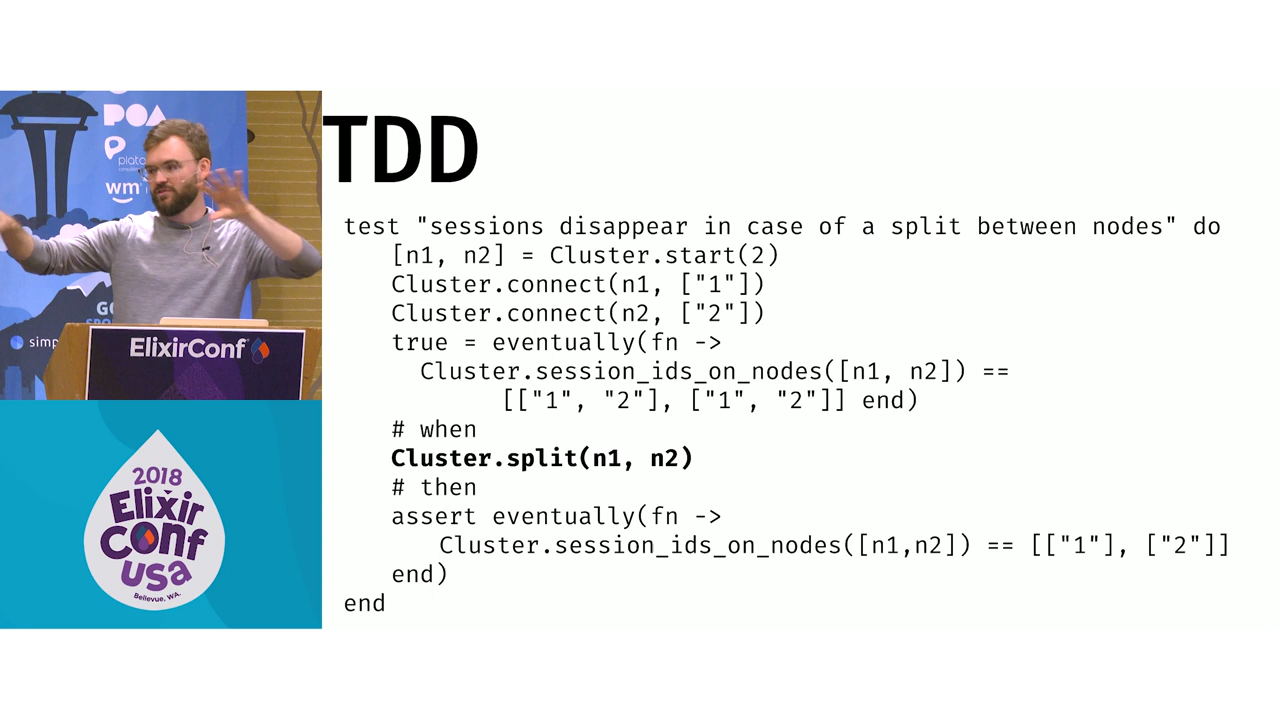 POA
wm
ElixirConf
2018
Elixir
Conf
USA
Bellevue, WA.
TDD
test "sessions disappear in case of a split between nodes" do
[n1, n2] = Cluster.start(2)
Cluster.connect(n1, ["1"])
Cluster.connect(n2, ["2"])
true = eventually(fn ->
Cluster.session_ids_on_nodes([n1, n2]) ==
[["1", "2"], ["1", "2"]] end)
# when
Cluster.split(n1, n2)
# then
assert eventually(fn ->
Cluster.session_ids_on_nodes([n1,n2]) == [["1"], ["2"]]
end)
end